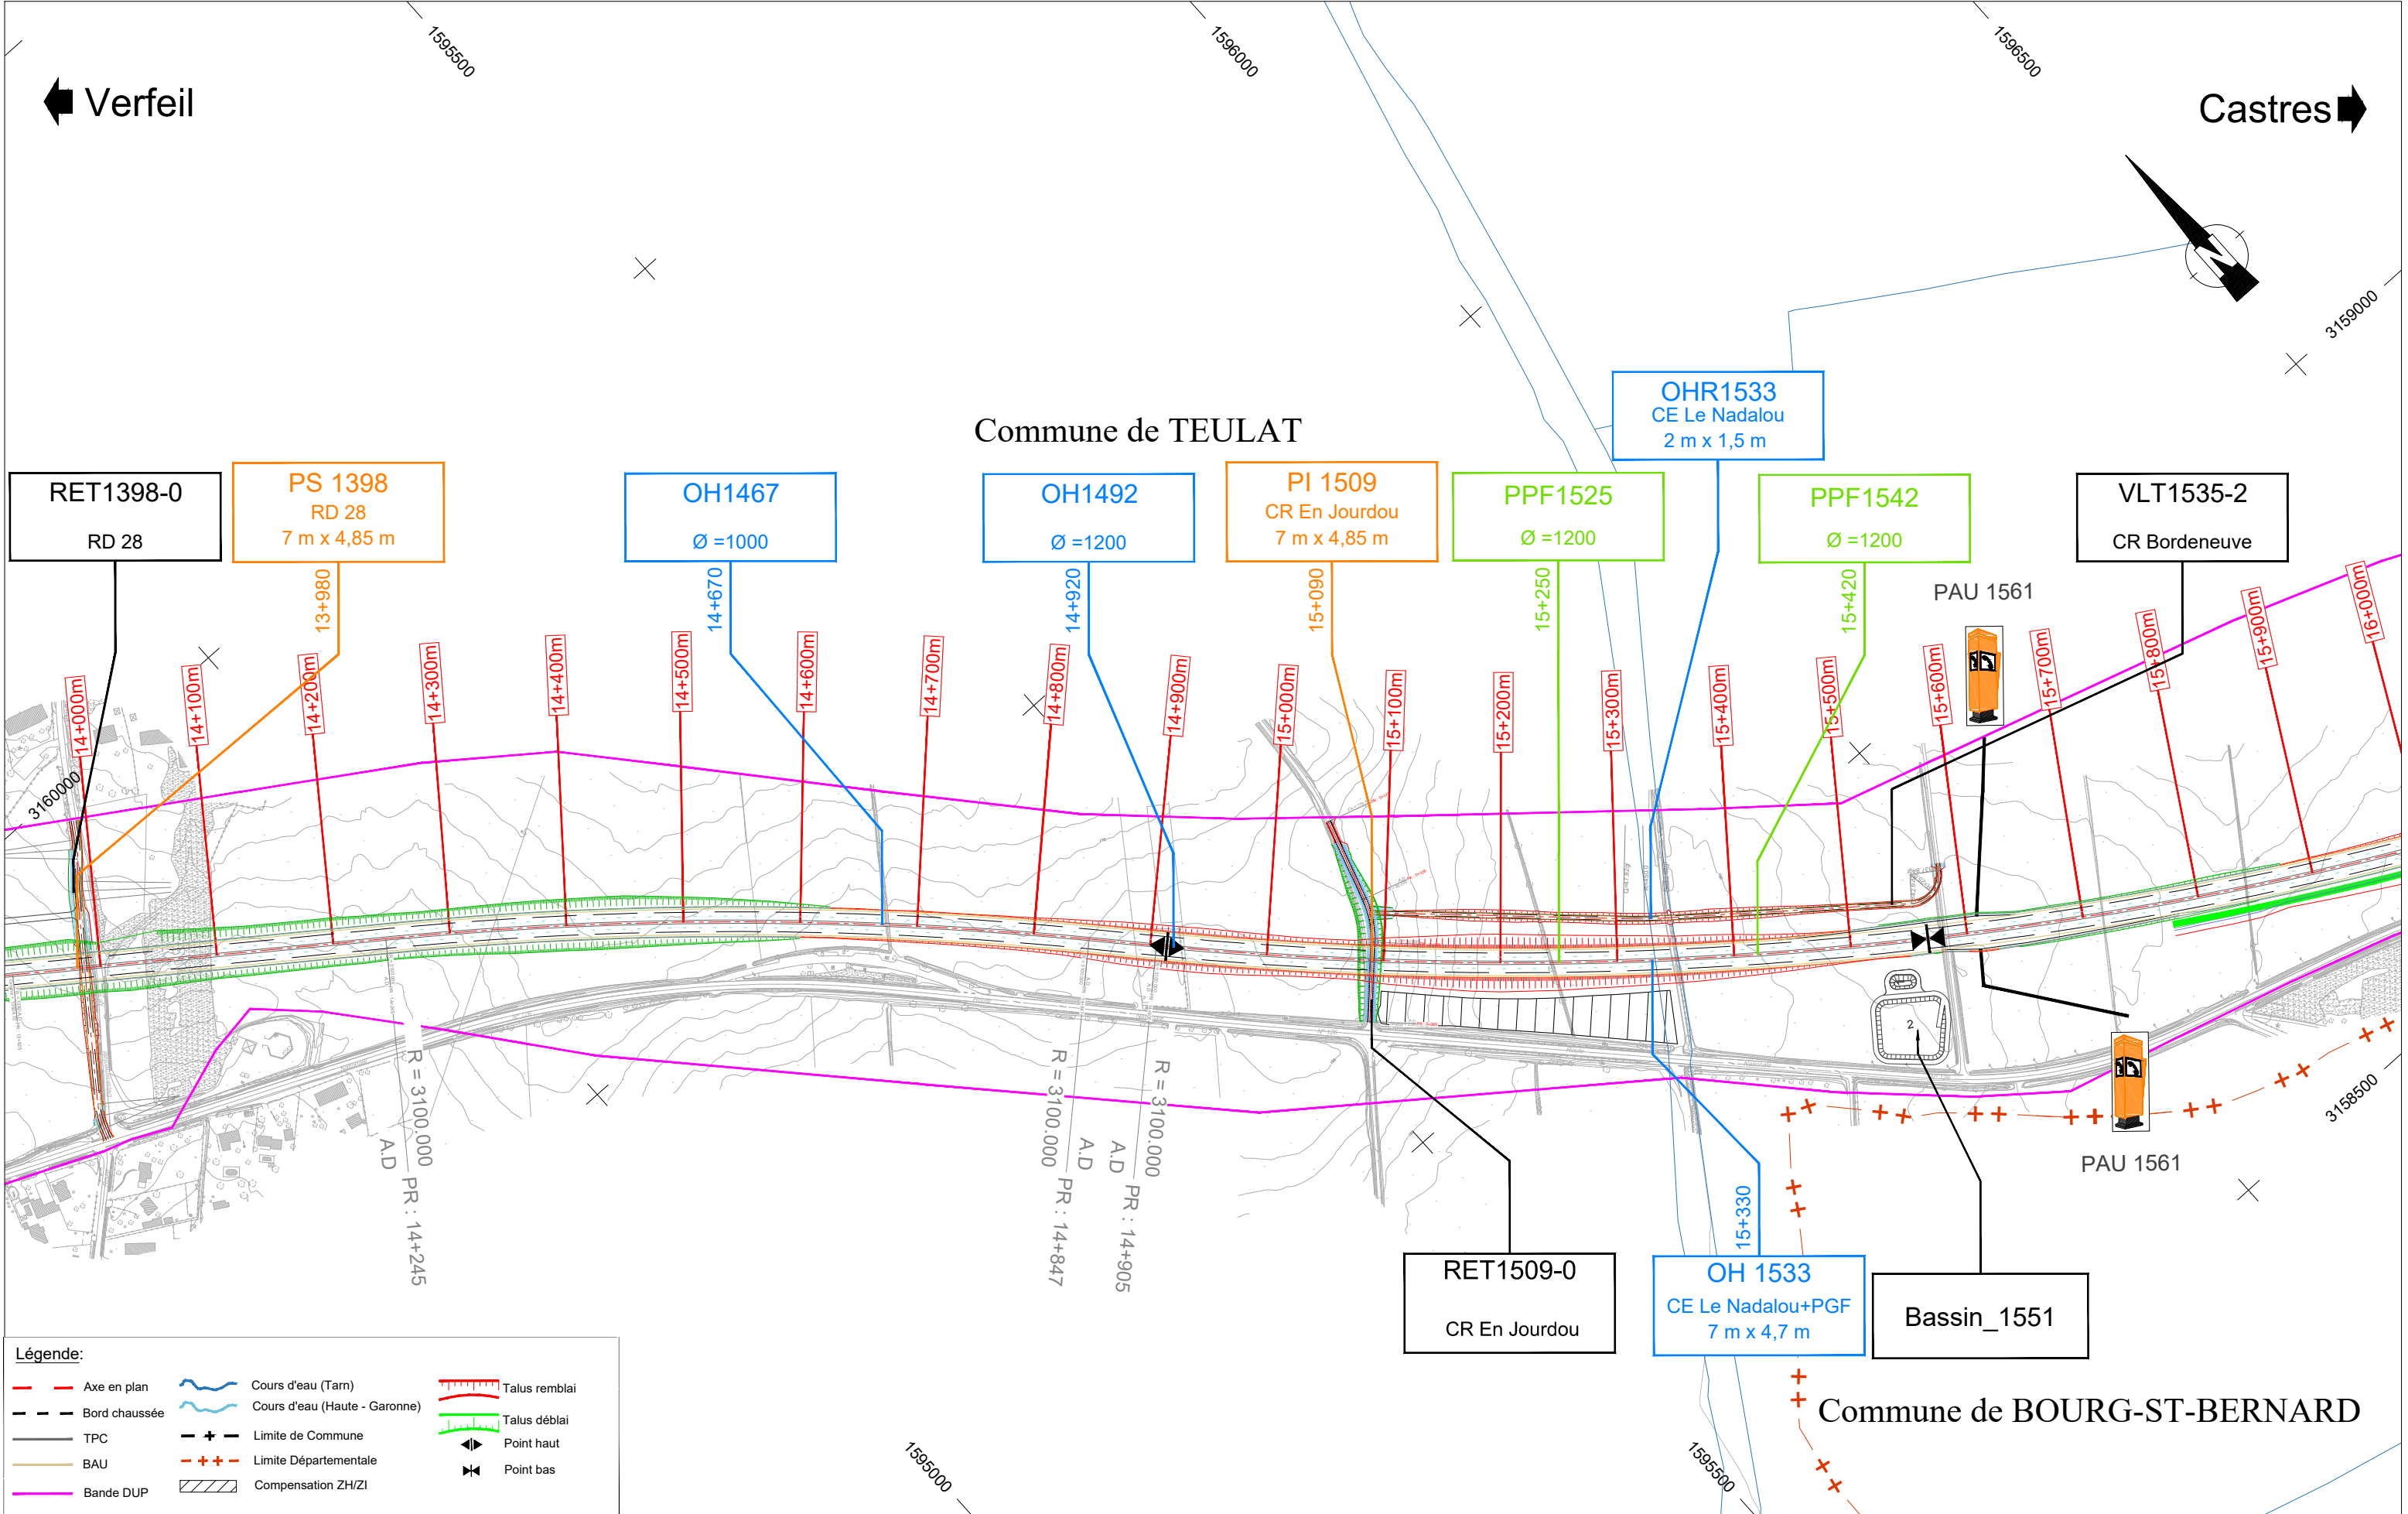 1595500
1596000
1596500
Verfeil
Castres
3159000
Commune de TEULAT
OHR1533
CE Le Nadalou
2 m x 1,5 m
RET1398-0
RD 28
PS 1398
RD 28
7 m x 4,85 m
OH1467
Ø =1000
OH1492
Ø =1200
PI 1509
CR En Jourdou
7 m x 4,85 m
PPF1525
Ø =1200
PPF1542
Ø =1200
VLT1535-2
CR Bordeneuve
13+980
14+670
14+920
15+090
15+250
15+420
PAU 1561
14+000m
14+100m
14+200m
14+300m
14+400m
14+500m
14+600m
14+700m
14+800m
14+900m
15+000m
15+100m
15+200m
15+300m
15+400m
15+500m
15+600m
15+700m
15+800m
15+900m
16+000m
3160000
2
3158500
R = 3100.000
A.D
PR : 14+245
R = 3100.000
A.D
PR : 14+847
R = 3100.000
A.D
PR : 14+905
PAU 1561
15+330
RET1509-0
CR En Jourdou
OH 1533
CE Le Nadalou+PGF
7 m x 4,7 m
Bassin_1551
Commune de BOURG-ST-BERNARD
1595000
1595500
Légende:
Axe en plan
Bord chaussée
TPC
BAU
Bande DUP
Cours d'eau (Tarn)
Cours d'eau (Haute - Garonne)
Limite de Commune
Limite Départementale
Compensation ZH/ZI
Talus remblai
Talus déblai
Point haut
Point bas